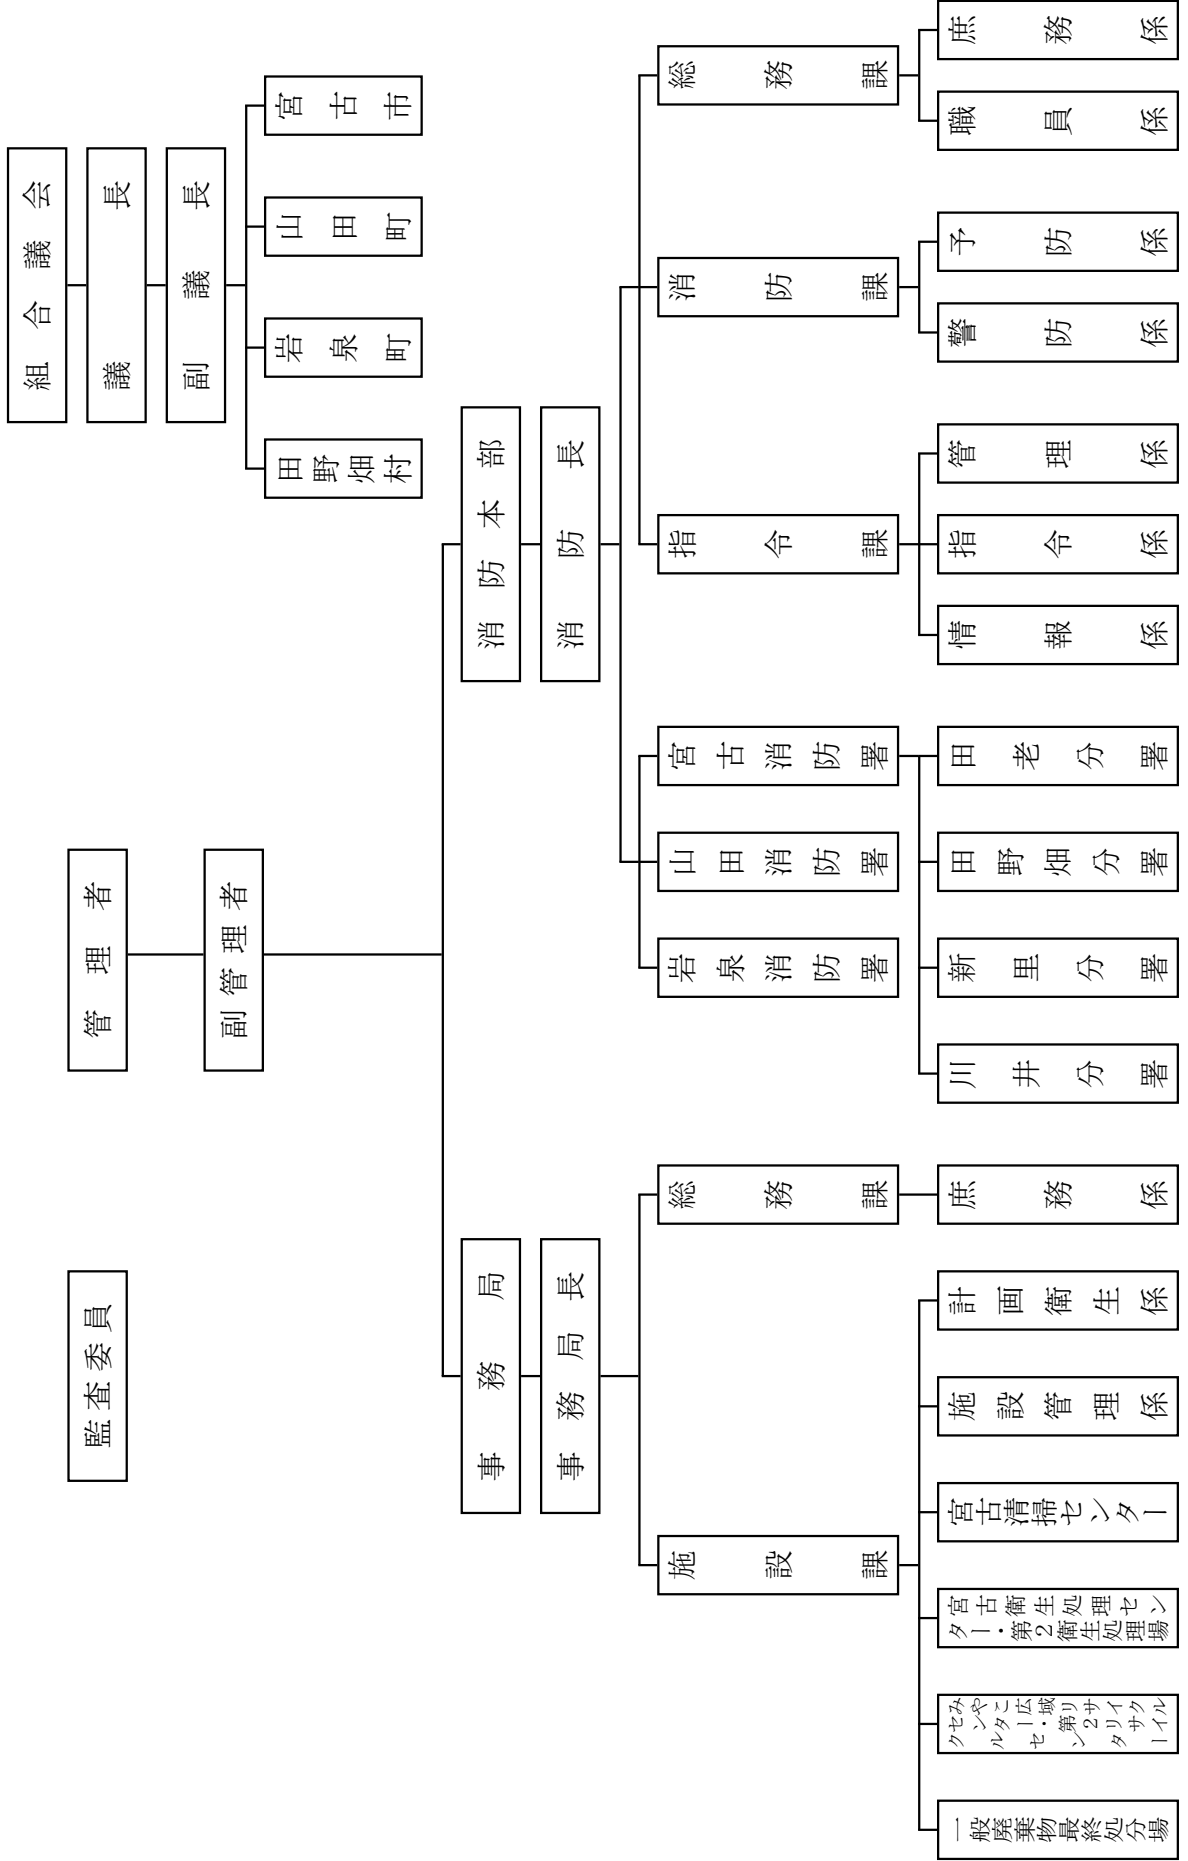 組合議会
議長
副議長
宮古市
山田町
岩泉町
田野畑村
管理者
副管理者
監査委員
消防本部
消防長
総務課
庶務係
職員係
消防課
予防係
警防係
指令課
管理係
指令係
情報係
宮古消防署
山田消防署
岩泉消防署
田老分署
田野畑分署
新里分署
川井分署
事務局
事務局長
総務課
庶務係
施設課
計画衛生係
施設管理係
宮古清掃センター
宮古衛生処理セン
ター・第2衛生処理場
みやこ広域リサイクル
センター・第2リサイ
クルセンター
一般廃棄物最終処分場